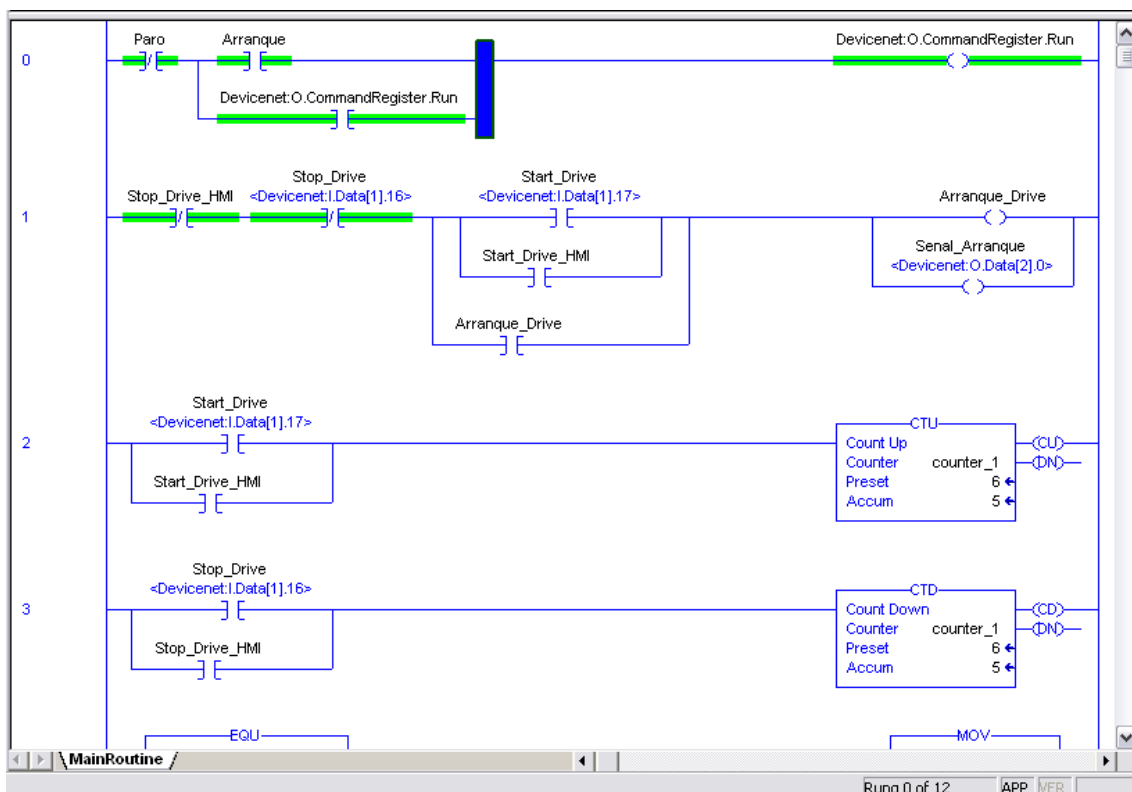 Paro Arranque Devicenet:O.CommandRegister.Run
0
Devicenet:O.CommandRegister.Run
Stop_Drive Start_Drive
Stop_Drive_HMI <Devicenet:I.Data[1].16> <Devicenet:I.Data[1].17> Arranque_Drive
1
Senal_Arranque
Start_Drive_HMI <Devicenet:O.Data[2].0>
Arranque_Drive
Start_Drive
<Devicenet:I.Data[1].17>
CTU
2 Count Up CU
Counter counter_1 DN
Start_Drive_HMI Preset 6
Accum 5
Stop_Drive
<Devicenet:I.Data[1].16>
CTD
3 Count Down CD
Counter counter_1 DN
Stop_Drive_HMI Preset 6
Accum 5
EQU MOV
MainRoutine
Rung 0 of 12 APP VER